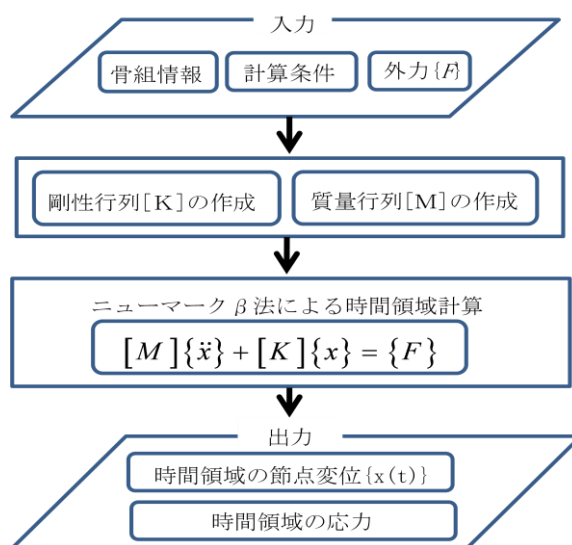 入力
骨組情報 計算条件 外力{F}
剛性行列[K]の作成 質量行列[M]の作成
ニューマークβ法による時間領域計算
[M]{ẍ}+[K]{x}={F}
出力
時間領域の節点変位{x(t)}
時間領域の応力